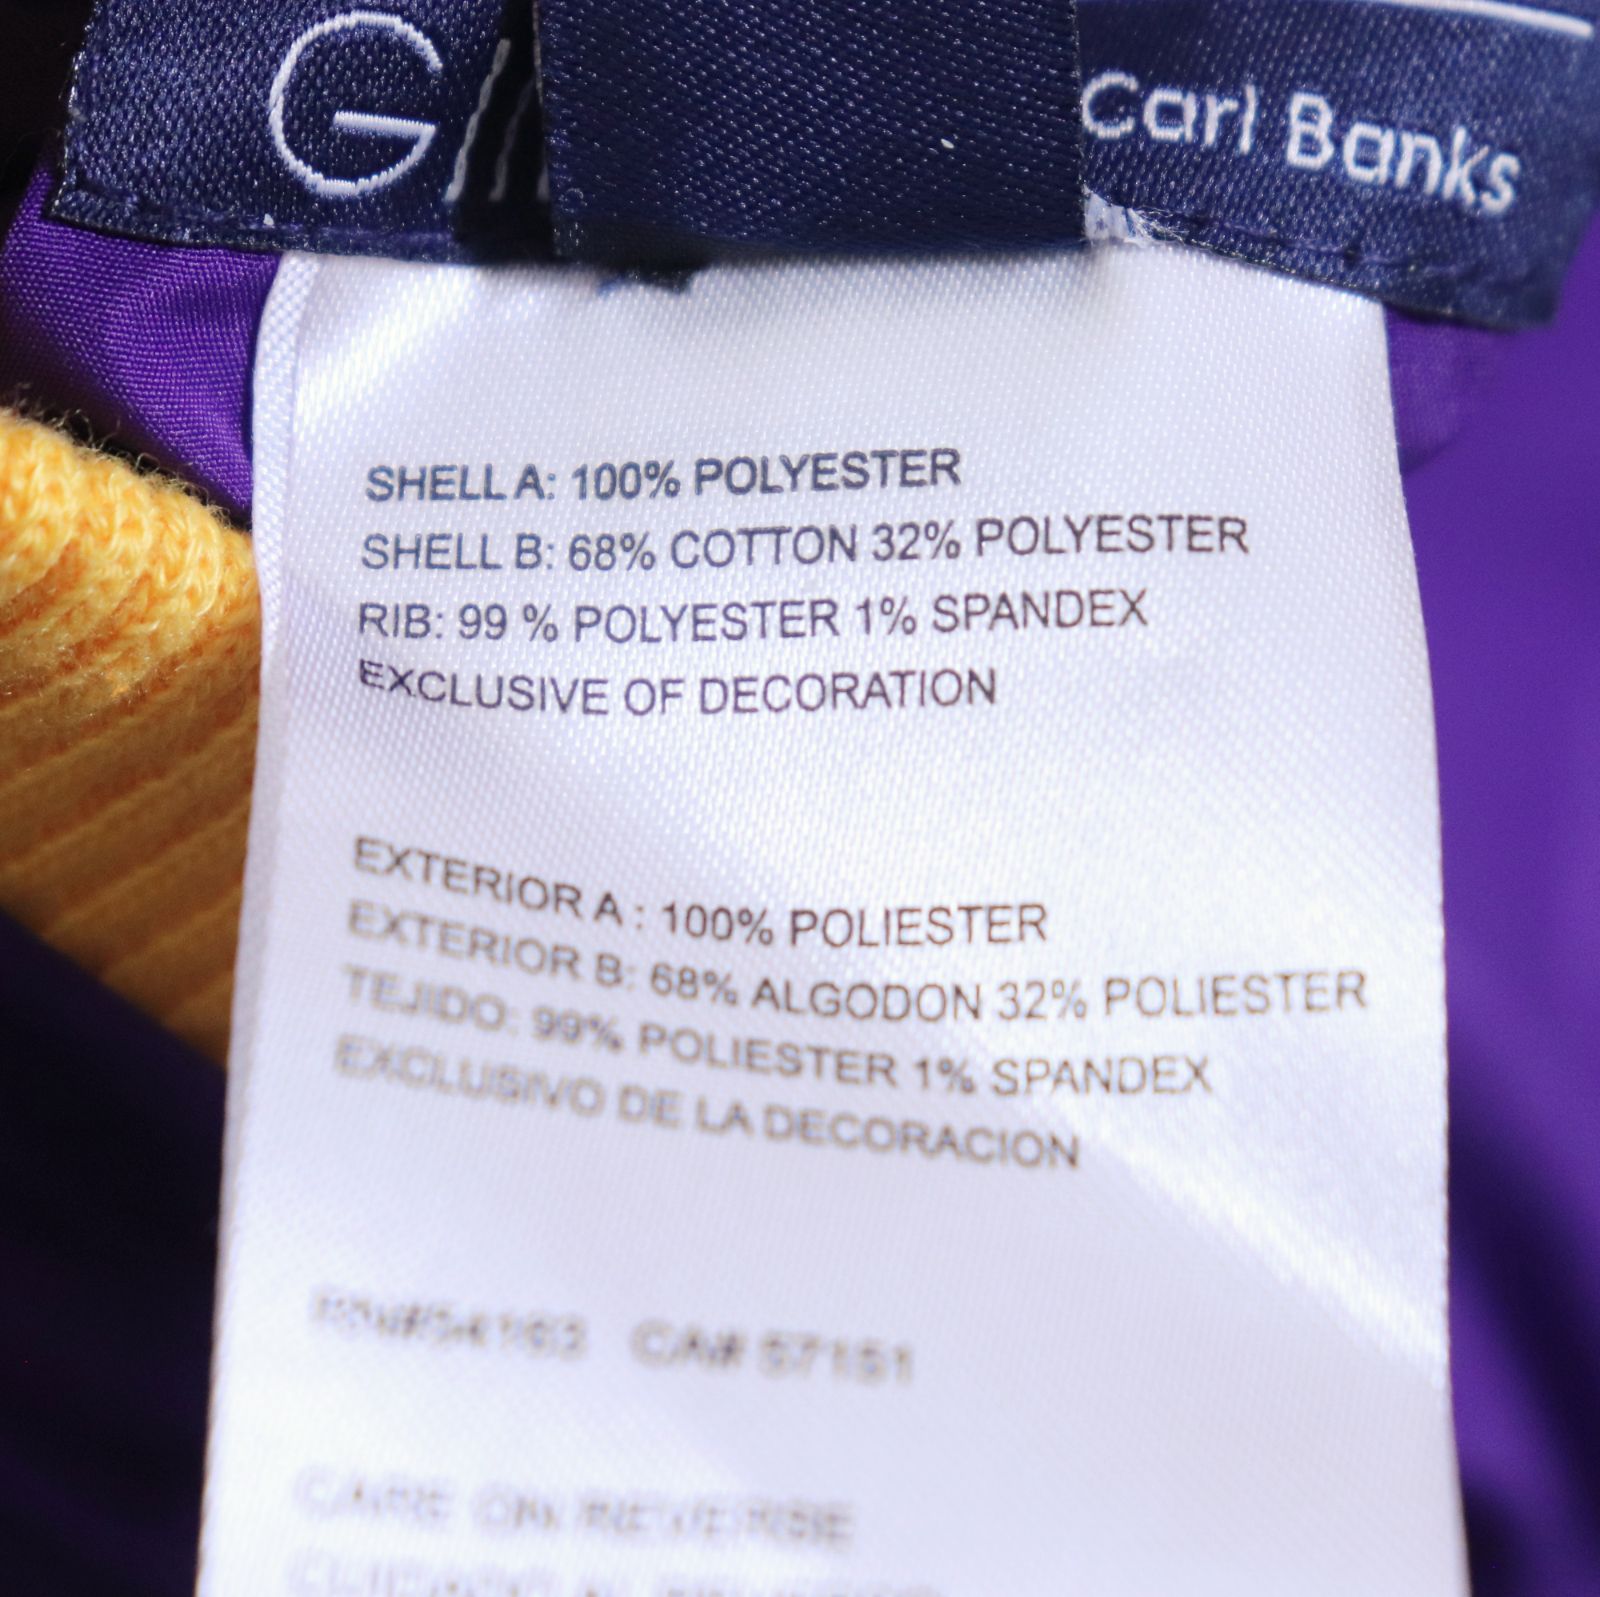 G
Carl Banks
SHELL A: 100% POLYESTER
SHELL B: 68% COTTON 32% POLYESTER
RIB: 99 % POLYESTER 1% SPANDEX
EXCLUSIVE OF DECORATION
EXTERIOR A : 100% POLIESTER
EXTERIOR B: 68% ALGODON 32% POLIESTER
TEJIDO: 99% POLIESTER 1% SPANDEX
EXCLUSIVO DE LA DECORACION
RN#54163 CA# 57151
CARE ON REVERSE